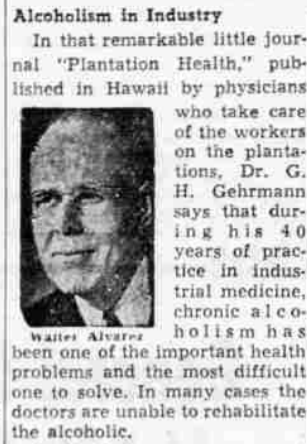 Alcoholism in Industry
In that remarkable little jour-
nal "Plantation Health," pub-
lished in Hawaii by physicians
who take care
of the workers
on the planta-
tions, Dr. G.
H. Gehrmann
says that dur-
ing his 40
years of prac-
tice in indus-
trial medicine,
chronic alco-
holism has
Walter Alvarez
been one of the important health
problems and the most difficult
one to solve. In many cases the
doctors are unable to rehabilitate
the alcoholic.